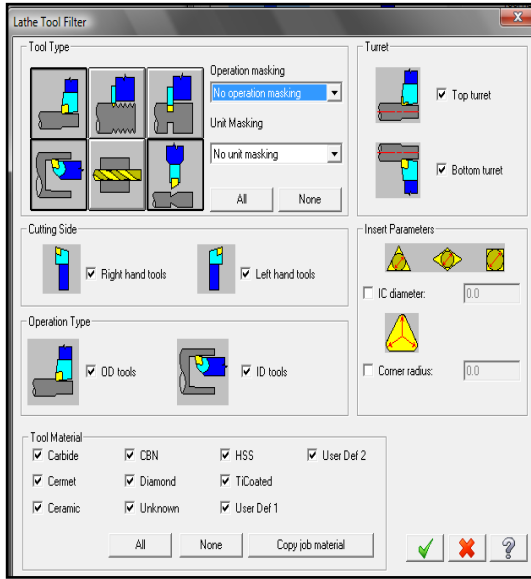 Lathe Tool Filter
Tool Type
Operation masking
No operation masking
Unit Masking
No unit masking
All None
Turret
Top turret
Bottom turret
Cutting Side
Right hand tools
Left hand tools
Insert Parameters
IC diameter: 0.0
Corner radius: 0.0
Operation Type
OD tools
ID tools
Tool Material
Carbide CBN HSS User Def 2
Cermet Diamond TiCoated
Ceramic Unknown User Def 1
All None Copy job material